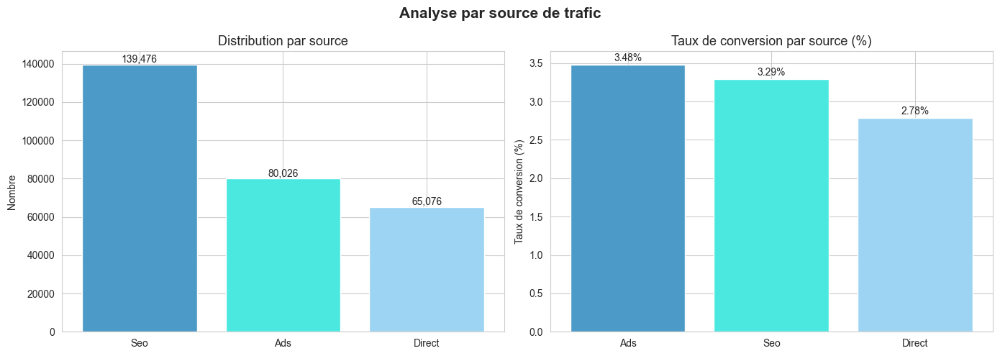 Analyse par source de trafic
Distribution par source
139,476
80,026
65,076
140000
120000
100000
80000
60000
40000
20000
0
Nombre
Seo
Ads
Direct
Taux de conversion par source (%)
3.48%
3.29%
2.78%
3.5
3.0
2.5
2.0
1.5
1.0
0.5
0.0
Taux de conversion (%)
Ads
Seo
Direct